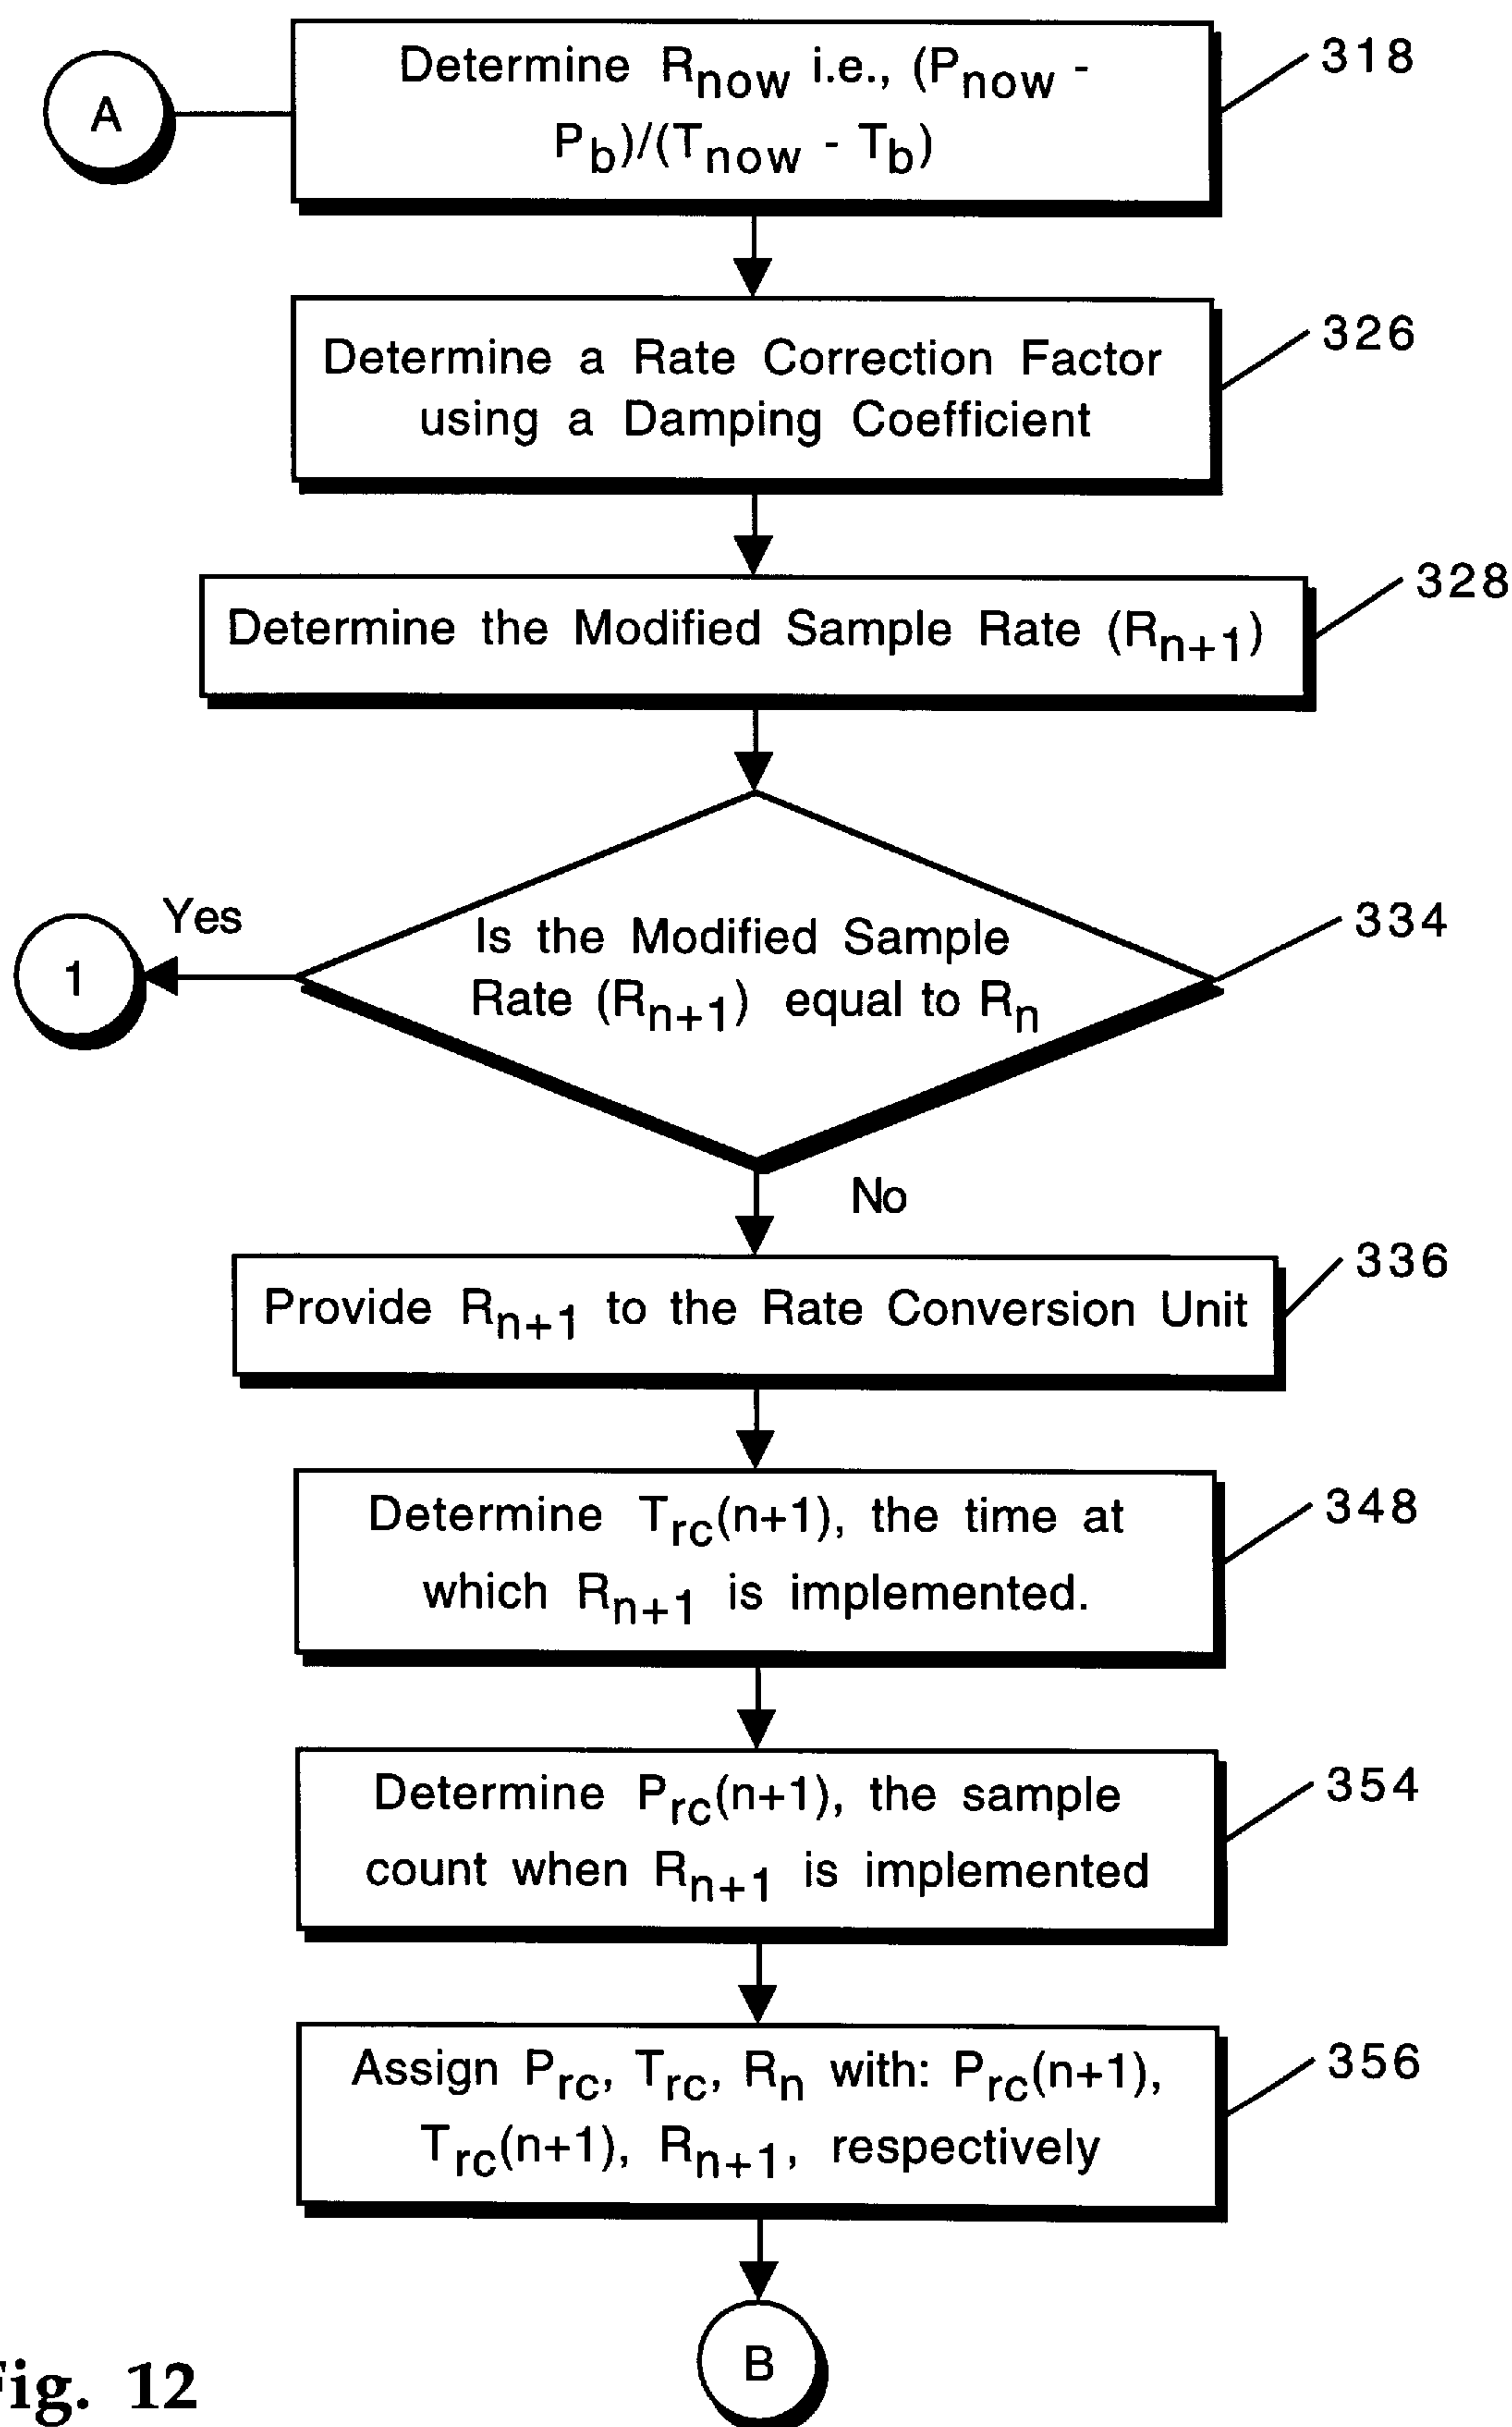 A
Determine Rnow i.e., (Pnow -
Pb)/(Tnow - Tb)
318
Determine a Rate Correction Factor
using a Damping Coefficient
326
Determine the Modified Sample Rate (Rn+1)
328
Yes
1
Is the Modified Sample
Rate (Rn+1) equal to Rn
334
No
Provide Rn+1 to the Rate Conversion Unit
336
Determine Trc(n+1), the time at
which Rn+1 is implemented.
348
Determine Prc(n+1), the sample
count when Rn+1 is implemented
354
Assign Prc, Trc, Rn with: Prc(n+1),
Trc(n+1), Rn+1, respectively
356
B
Fig. 12